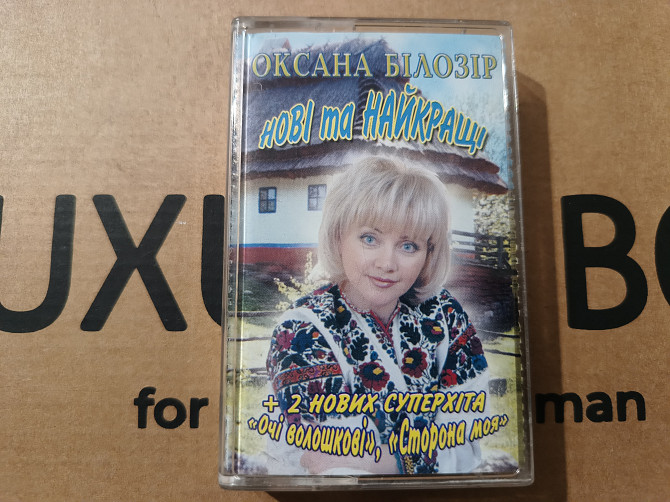 ОКСАНА БІЛОЗІР
НОВІ та НАЙКРАЩІ
UXU
BO
for
man
+ 2 НОВИХ СУПЕРХІТА
«Очі волошкові», «Сторона моя»